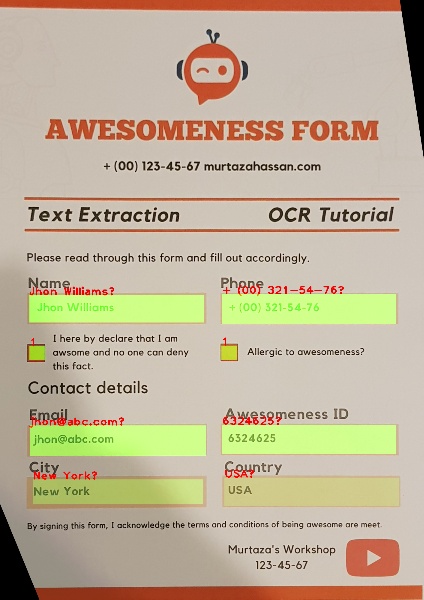 AWESOMENESS FORM
+ (00) 123-45-67 murtazahassan.com
Text Extraction OCR Tutorial
Please read through this form and fill out accordingly.
Name Phone
Jhon Williams? + (00) 321-54-76?
Jhon Williams + (00) 321-54-76
1 I here by declare that I am
awsome and no one can deny
this fact.
1 Allergic to awesomeness?
Contact details
Email Awesomeness ID
jhon@abc.com? 6324625?
jhon@abc.com 6324625
City Country
New York? USA?
New York USA
By signing this form, I acknowledge the terms and conditions of being awesome are meet.
Murtaza's Workshop
123-45-67